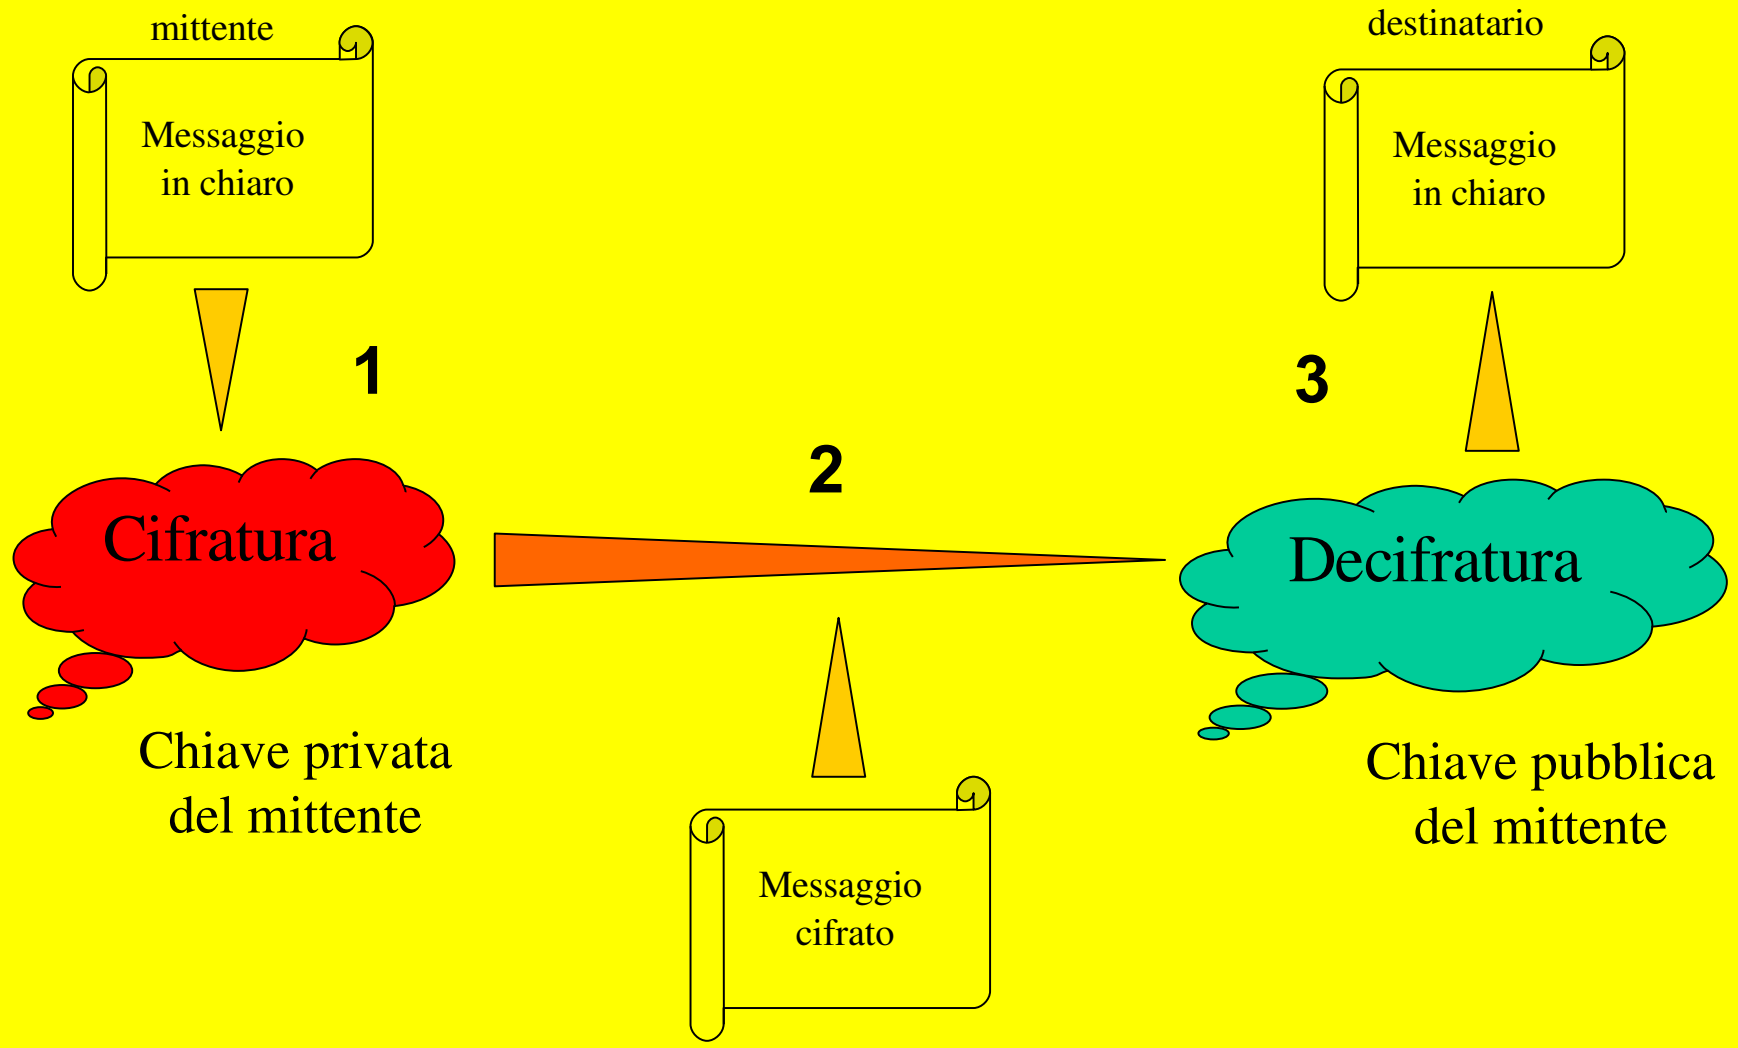 mittente
Messaggio
in chiaro
1
Cifratura
Chiave privata
del mittente
2
Messaggio
cifrato
destinatario
Messaggio
in chiaro
3
Decifratura
Chiave pubblica
del mittente